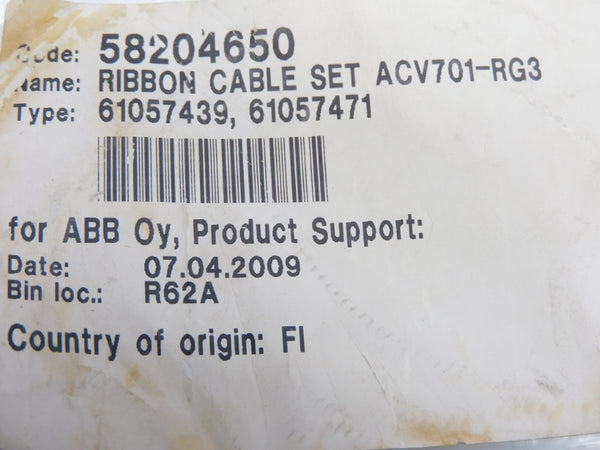 Code: 58204650
Name: RIBBON CABLE SET ACV701-RG3
Type: 61057439, 61057471
for ABB Oy, Product Support:
Date: 07.04.2009
Bin loc.: R62A
Country of origin: FI